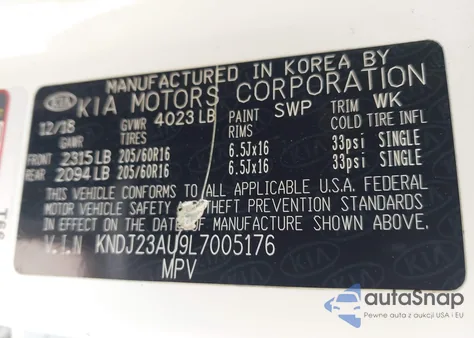 MANUFACTURED IN KOREA BY
KIA KIA MOTORS CORPORATION
12/18 GVWR 4023 LB PAINT SWP TRIM WK
GAWR TIRES RIMS COLD TIRE INFL
FRONT 2315 LB 205/60R16 6.5Jx16 33psi SINGLE
REAR 2094 LB 205/60R16 6.5Jx16 33psi SINGLE
THIS VEHICLE CONFORMS TO ALL APPLICABLE U.S.A. FEDERAL
MOTOR VEHICLE SAFETY THEFT PREVENTION STANDARDS
IN EFFECT ON THE DATE OF MANUFACTURE SHOWN ABOVE.
V.I.N KNDJ23AU9L7005176
MPV
autoSnap
Pewne auta z aukcji USA i EU